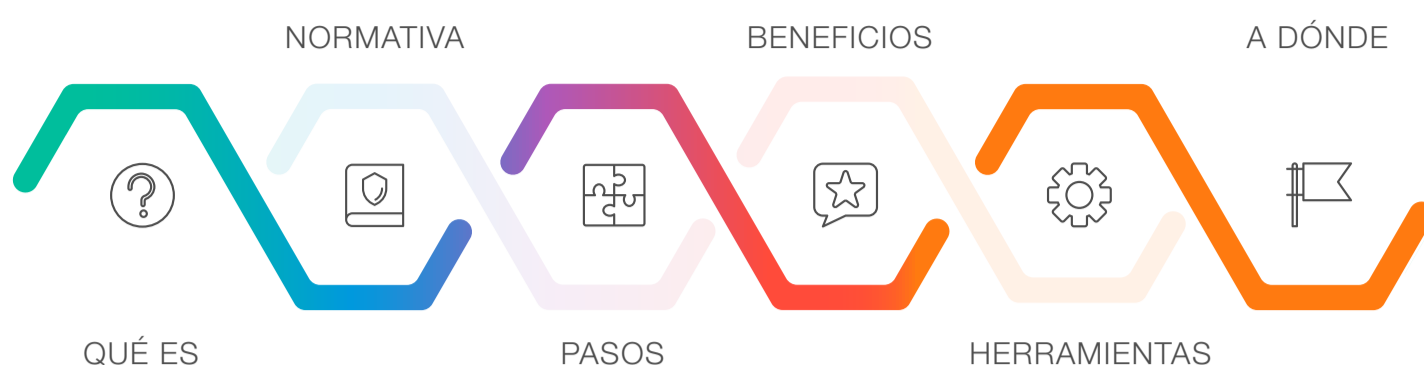 NORMATIVA
BENEFICIOS
A DÓNDE
QUÉ ES
PASOS
HERRAMIENTAS